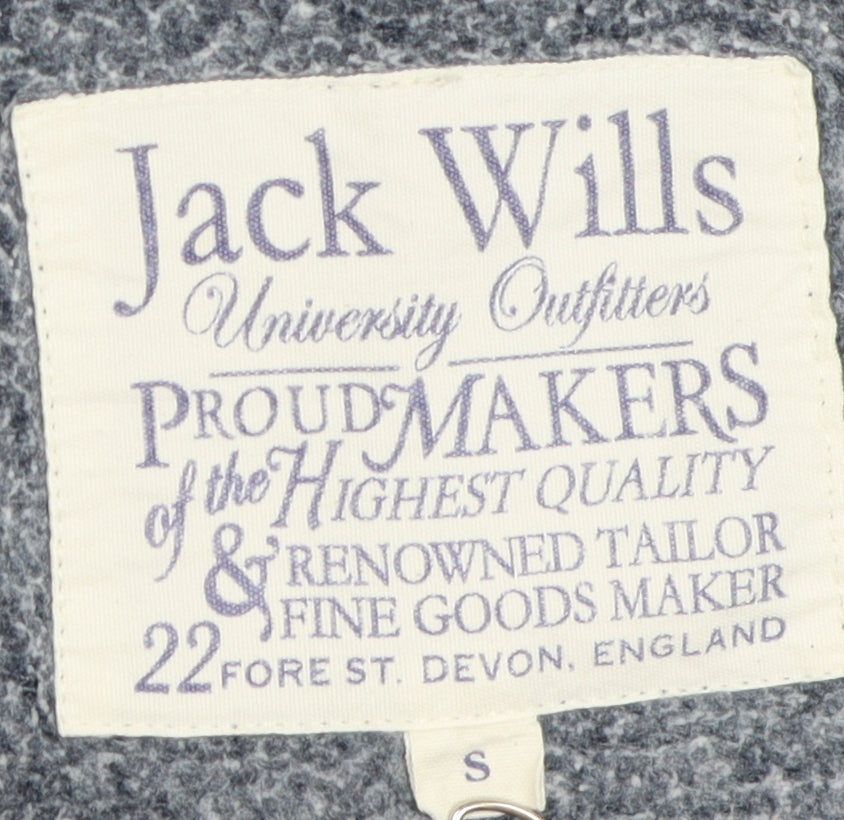 Jack Wills
University Outfitters
PROUD MAKERS
of the HIGHEST QUALITY
& RENOWNED TAILOR
FINE GOODS MAKER
22 FORE ST. DEVON. ENGLAND
S